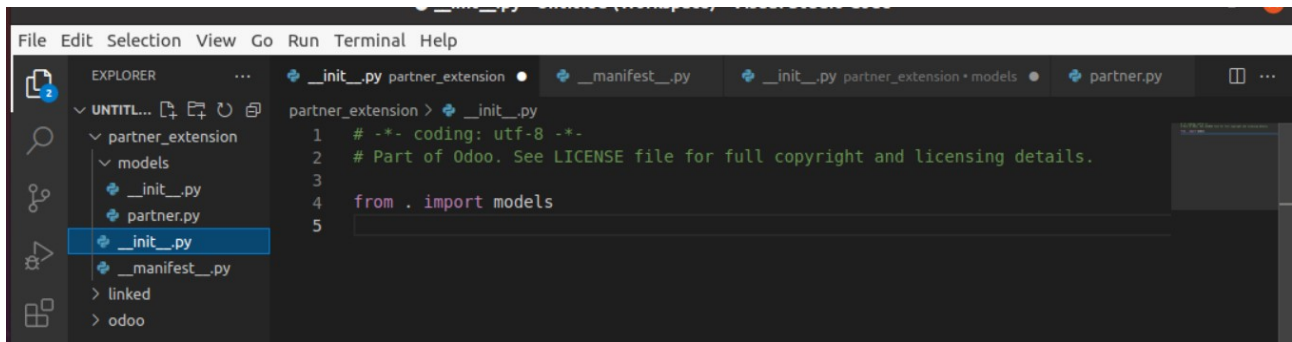 File Edit Selection View Go Run Terminal Help
EXPLORER ...
__init__.py partner_extension
__manifest__.py
__init__.py partner_extension • models
partner.py
2
UNTITL...
partner_extension > __init__.py
partner_extension
models
__init__.py
partner.py
__init__.py
__manifest__.py
linked
odoo
1 # -*- coding: utf-8 -*-
2 # Part of Odoo. See LICENSE file for full copyright and licensing details.
3
4 from . import models
5